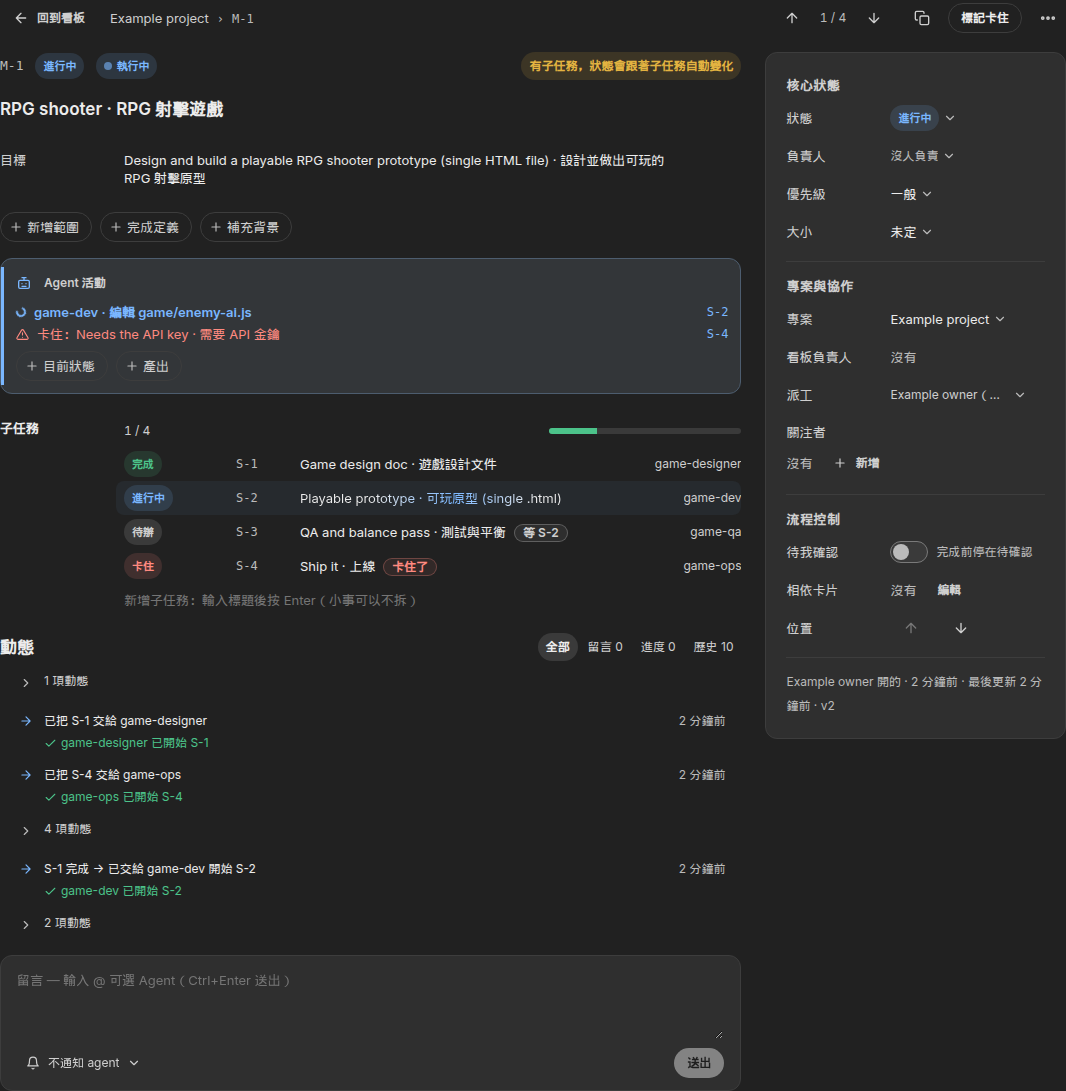 回到看板 Example project › M-1 1 / 4 標記卡住
M-1 進行中 執行中 有子任務，狀態會跟著子任務自動變化
RPG shooter · RPG 射擊遊戲
目標 Design and build a playable RPG shooter prototype (single HTML file) · 設計並做出可玩的
RPG 射擊原型
新增範圍 完成定義 補充背景
Agent 活動
game-dev · 編輯 game/enemy-ai.js S-2
卡住：Needs the API key · 需要 API 金鑰 S-4
目前狀態 產出
子任務 1 / 4
完成 S-1 Game design doc · 遊戲設計文件 game-designer
進行中 S-2 Playable prototype · 可玩原型 (single .html) game-dev
待辦 S-3 QA and balance pass · 測試與平衡 等 S-2 game-qa
卡住 S-4 Ship it · 上線 卡住了 game-ops
新增子任務：輸入標題後按 Enter（小事可以不拆）
動態 全部 留言 0 進度 0 歷史 10
1 項動態
已把 S-1 交給 game-designer 2 分鐘前
game-designer 已開始 S-1
已把 S-4 交給 game-ops 2 分鐘前
game-ops 已開始 S-4
4 項動態
S-1 完成 → 已交給 game-dev 開始 S-2 2 分鐘前
game-dev 已開始 S-2
2 項動態
留言 — 輸入 @ 可選 Agent（Ctrl+Enter 送出）
不通知 agent 送出
核心狀態
狀態 進行中
負責人 沒人負責
優先級 一般
大小 未定
專案與協作
專案 Example project
看板負責人 沒有
派工 Example owner（...
關注者
沒有 新增
流程控制
待我確認 完成前停在待確認
相依卡片 沒有 編輯
位置
Example owner 開的 · 2 分鐘前 · 最後更新 2 分
鐘前 · v2